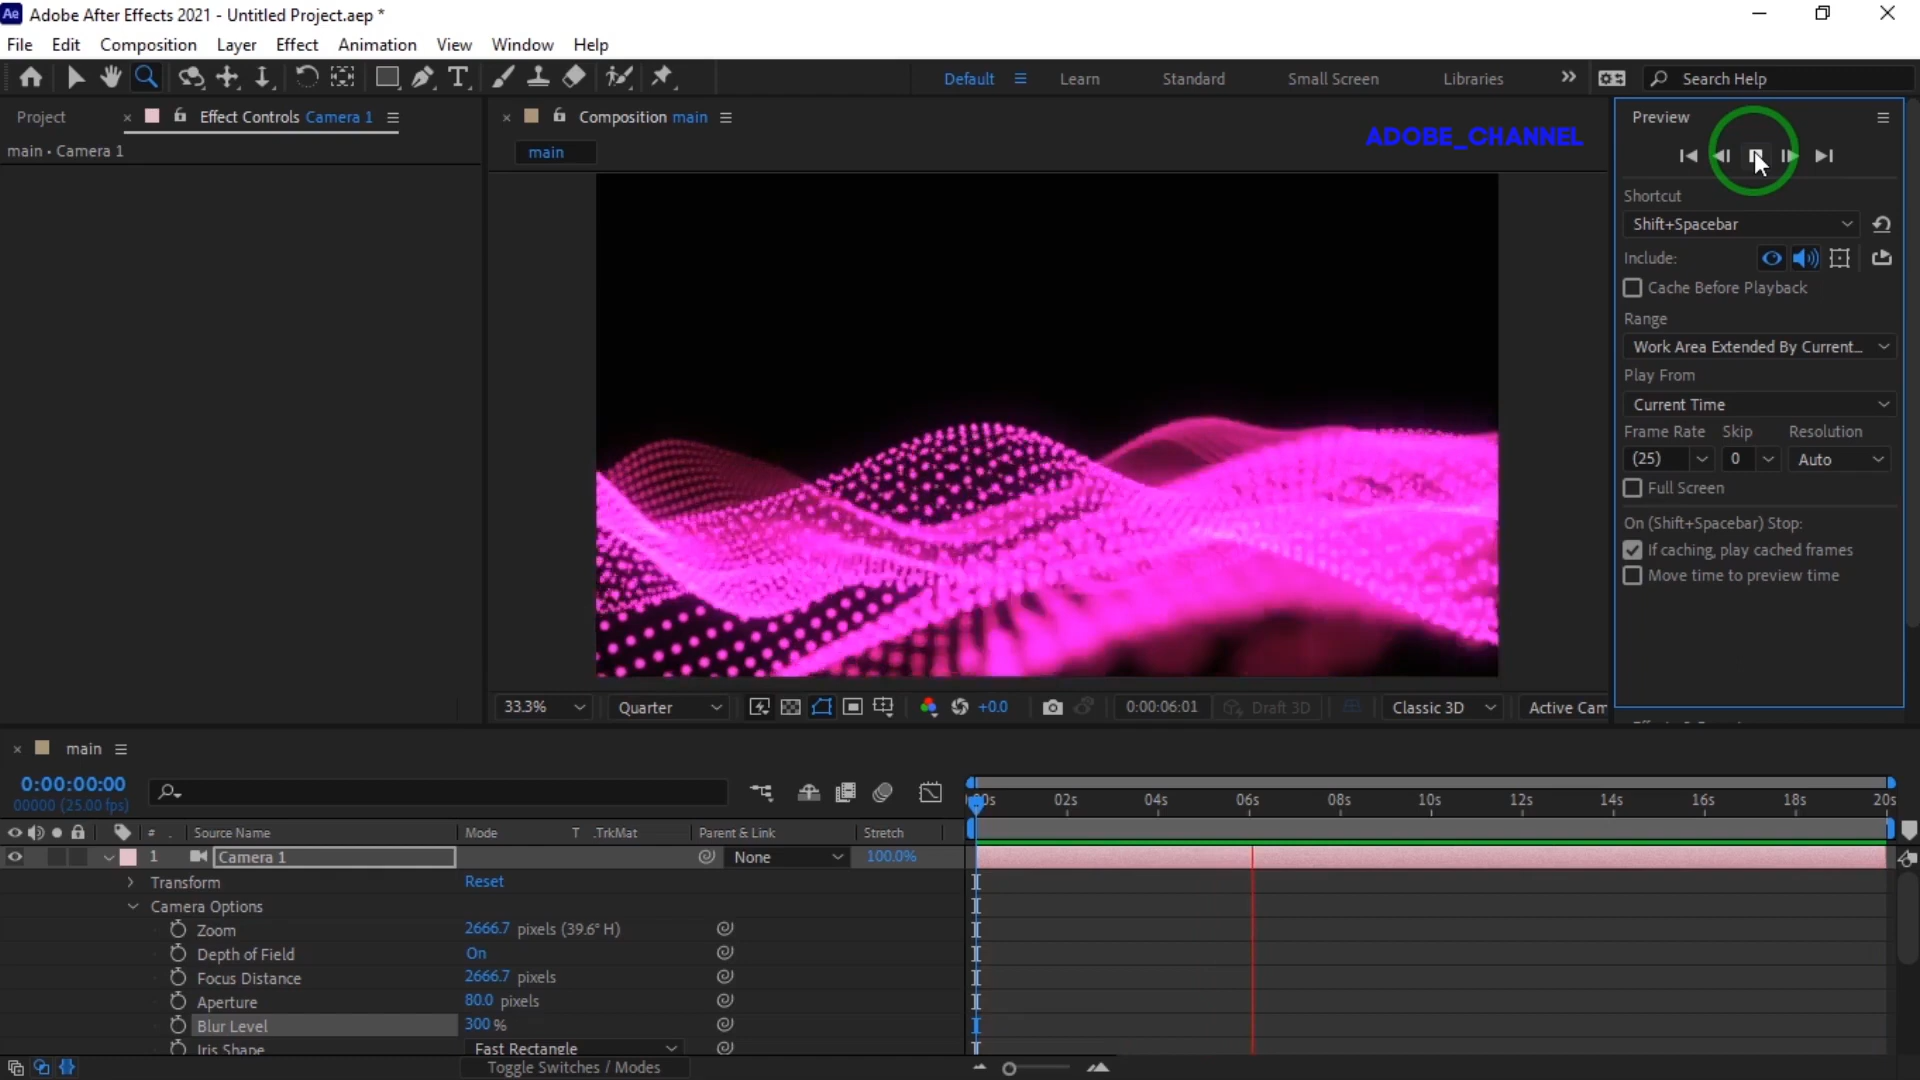 Ae Adobe After Effects 2021 - Untitled Project.aep *
File Edit Composition Layer Effect Animation View Window Help
Default Learn Standard Small Screen Libraries Search Help
Project Effect Controls Camera 1
main • Camera 1
Composition main
main
ADOBE_CHANNEL
Preview
Shortcut
Shift+Spacebar
Include:
Cache Before Playback
Range
Work Area Extended By Current...
Play From
Current Time
Frame Rate Skip Resolution
(25) 0 Auto
Full Screen
On (Shift+Spacebar) Stop:
If caching, play cached frames
Move time to preview time
33.3% Quarter +0.0 0:00:06:01 Draft 3D Classic 3D Active Cam
main
0:00:00:00
00000 (25.00 fps)
02s 04s 06s 08s 10s 12s 14s 16s 18s 20s
# Source Name Mode T .TrkMat Parent & Link Stretch
1 Camera 1 None 100.0%
Transform Reset
Camera Options
Zoom 2666.7 pixels (39.6° H)
Depth of Field On
Focus Distance 2666.7 pixels
Aperture 80.0 pixels
Blur Level 300 %
Iris Shape Fast Rectangle
Toggle Switches / Modes